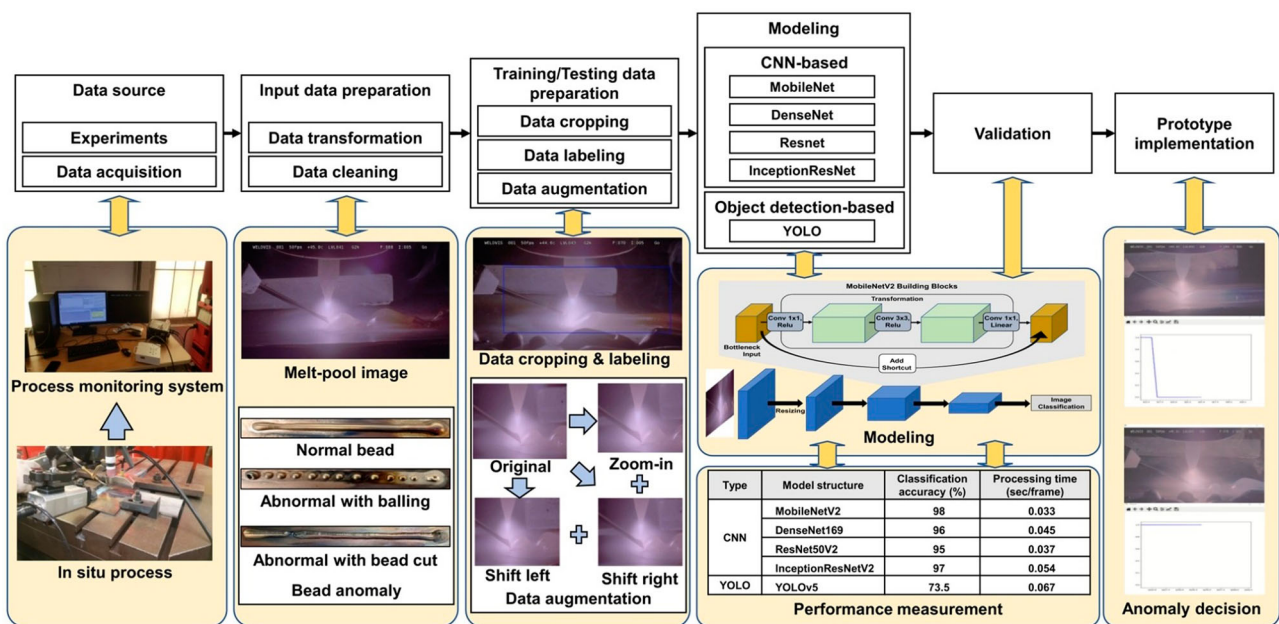 Data source
Experiments
Data acquisition
Input data preparation
Data transformation
Data cleaning
Training/Testing data
preparation
Data cropping
Data labeling
Data augmentation
Modeling
CNN-based
MobileNet
DenseNet
Resnet
InceptionResNet
Object detection-based
YOLO
Validation
Prototype
implementation
Process monitoring system
In situ process
Melt-pool image
Normal bead
Abnormal with balling
Abnormal with bead cut
Bead anomaly
Data cropping & labeling
Original
Zoom-in
Shift left
Shift right
Data augmentation
MobileNetV2 Building Blocks
Transformation
Conv 1x1,
Relu
Conv 3x3,
Relu
Conv 1x1,
Linear
Bottleneck
Input
Add
Shortcut
Resizing
Image
Classification
Modeling
Type Model structure Classification accuracy (%) Processing time (sec/frame)
CNN MobileNetV2 98 0.033
DenseNet169 96 0.045
ResNet50V2 95 0.037
InceptionResNetV2 97 0.054
YOLO YOLOv5 73.5 0.067
Performance measurement
Anomaly decision